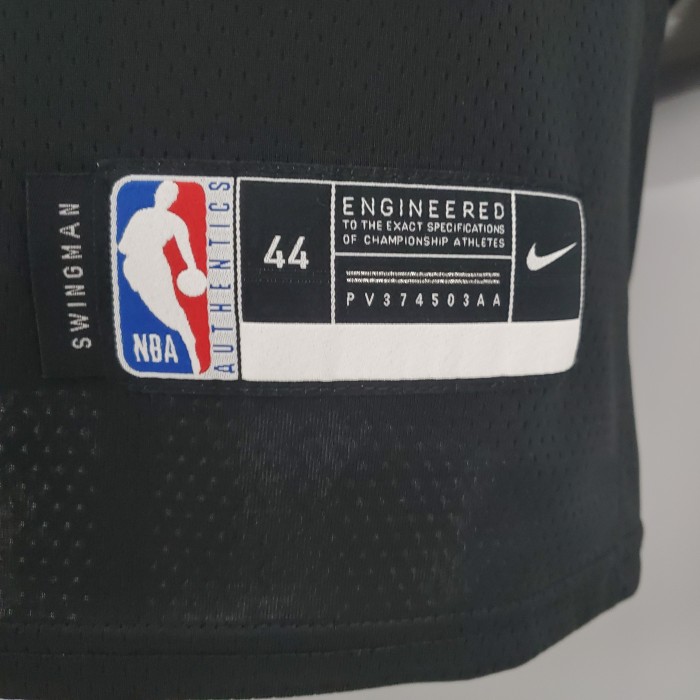 SWINGMAN
NBA
AUTHENTICS
44
ENGINEERED
TO THE EXACT SPECIFICATIONS
OF CHAMPIONSHIP ATHLETES
PV374503AA